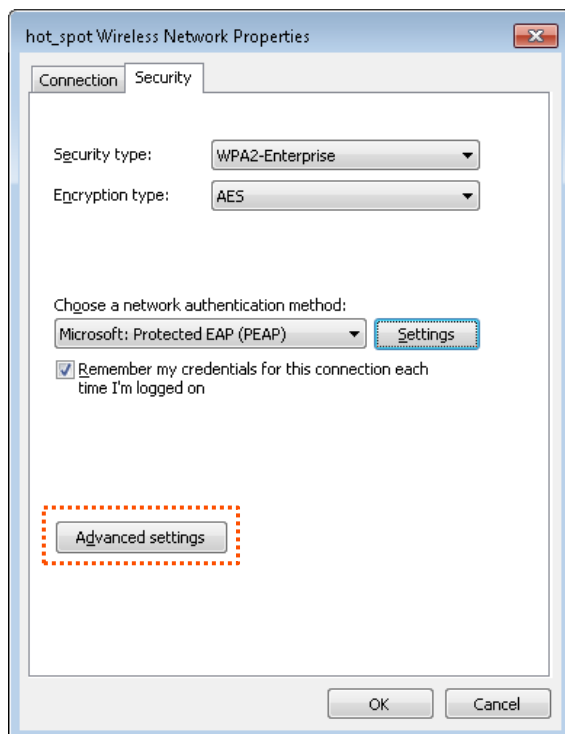 hot_spot Wireless Network Properties
Connection Security
Security type: WPA2-Enterprise
Encryption type: AES
Choose a network authentication method:
Microsoft: Protected EAP (PEAP) Settings
Remember my credentials for this connection each
time I'm logged on
Advanced settings
OK Cancel